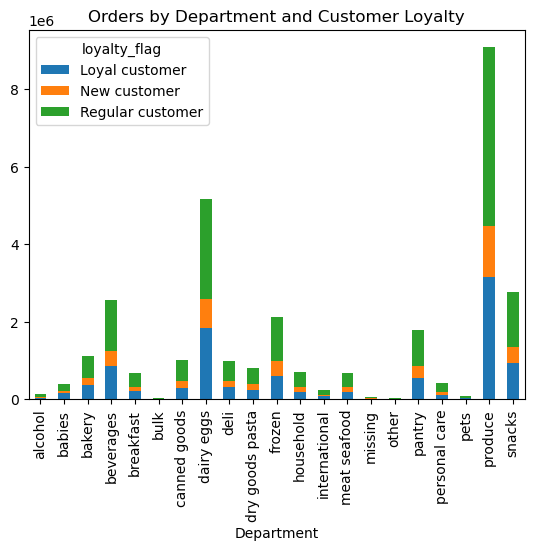 Orders by Department and Customer Loyalty
1e6
loyalty_flag
Loyal customer
New customer
Regular customer
8
6
4
2
0
alcohol
babies
bakery
beverages
breakfast
bulk
canned goods
dairy eggs
deli
dry goods pasta
frozen
household
international
meat seafood
missing
other
pantry
personal care
pets
produce
snacks
Department